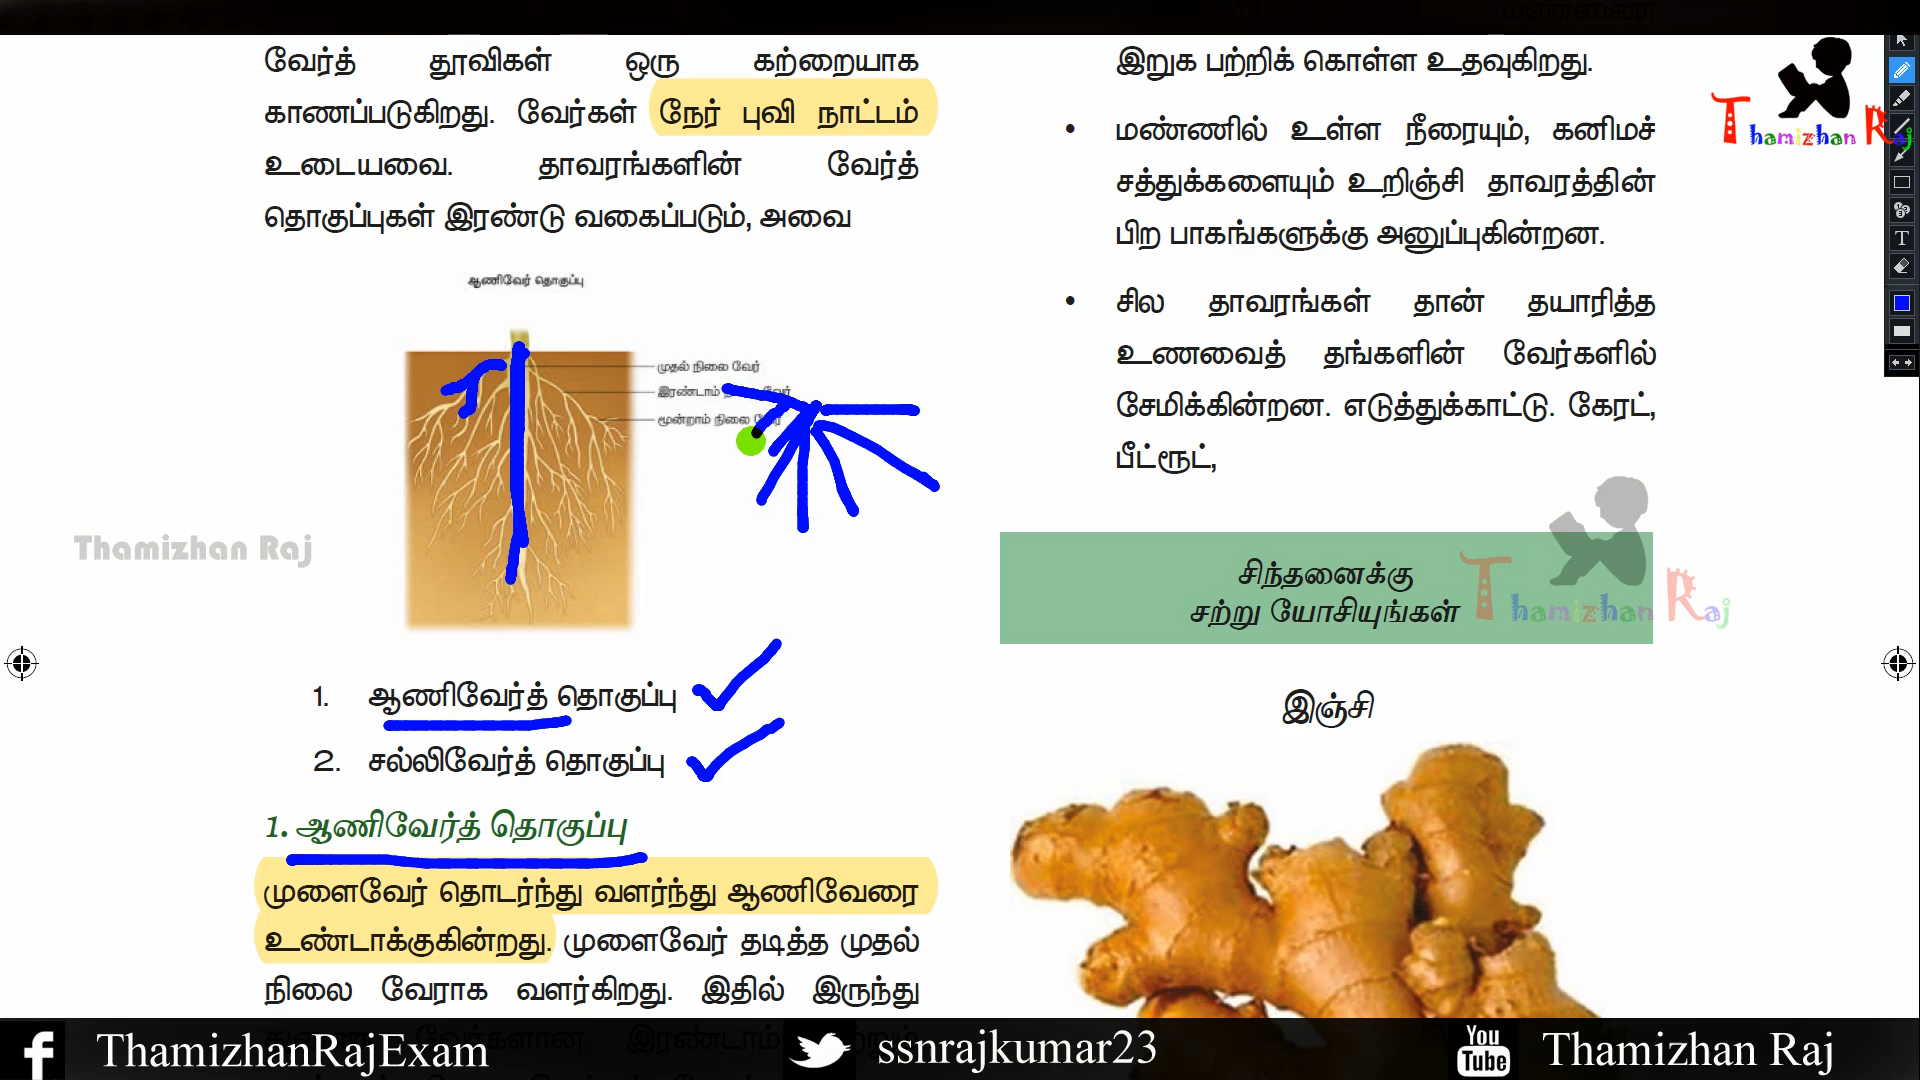 வேர்த் தூவிகள் ஒரு கற்றையாக
காணப்படுகிறது. வேர்கள் நேர் புவி நாட்டம்
உடையவை. தாவரங்களின் வேர்த்
தொகுப்புகள் இரண்டு வகைப்படும், அவை
ஆணிவேர் தொகுப்பு
முதல் நிலை வேர்
இரண்டாம் வேர்
மூன்றாம் நிலை
1. ஆணிவேர்த் தொகுப்பு
2. சல்லிவேர்த் தொகுப்பு
1. ஆணிவேர்த் தொகுப்பு
முளைவேர் தொடர்ந்து வளர்ந்து ஆணிவேரை
உண்டாக்குகின்றது. முளைவேர் தடித்த முதல்
நிலை வேராக வளர்கிறது. இதில் இருந்து
இறுக பற்றிக் கொள்ள உதவுகிறது.
• மண்ணில் உள்ள நீரையும், கனிமச்
சத்துக்களையும் உறிஞ்சி தாவரத்தின்
பிற பாகங்களுக்கு அனுப்புகின்றன.
• சில தாவரங்கள் தான் தயாரித்த
உணவைத் தங்களின் வேர்களில்
சேமிக்கின்றன. எடுத்துக்காட்டு. கேரட்,
பீட்ரூட்,
சிந்தனைக்கு
சற்று யோசியுங்கள்
இஞ்சி
Thamizhan Raj
Thamizhan Raj
Thamizhan Raj
ThamizhanRajExam
ssnrajkumar23
You Tube
Thamizhan Raj